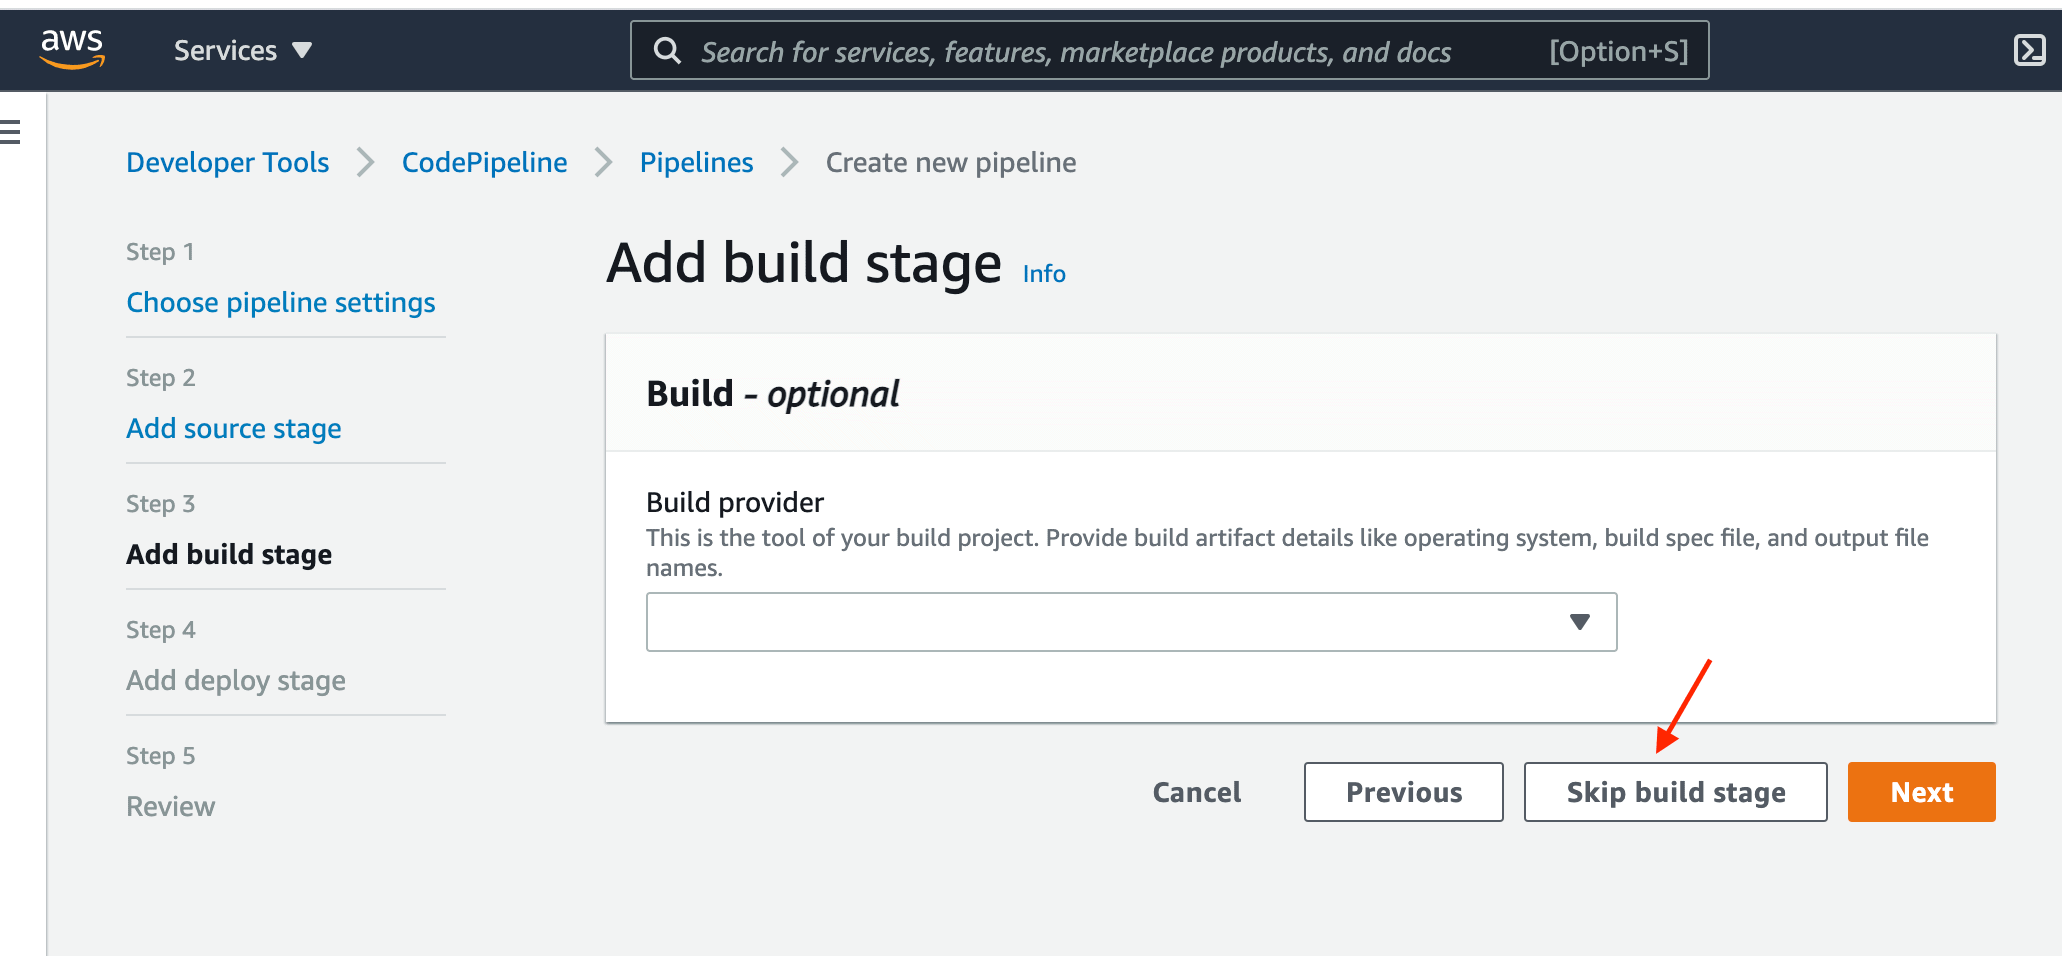 aws
Services
Search for services, features, marketplace products, and docs [Option+S]
Developer Tools > CodePipeline > Pipelines > Create new pipeline
Step 1
Choose pipeline settings
Step 2
Add source stage
Step 3
Add build stage
Step 4
Add deploy stage
Step 5
Review
Add build stage Info
Build - optional
Build provider
This is the tool of your build project. Provide build artifact details like operating system, build spec file, and output file
names.
Cancel
Previous
Skip build stage
Next